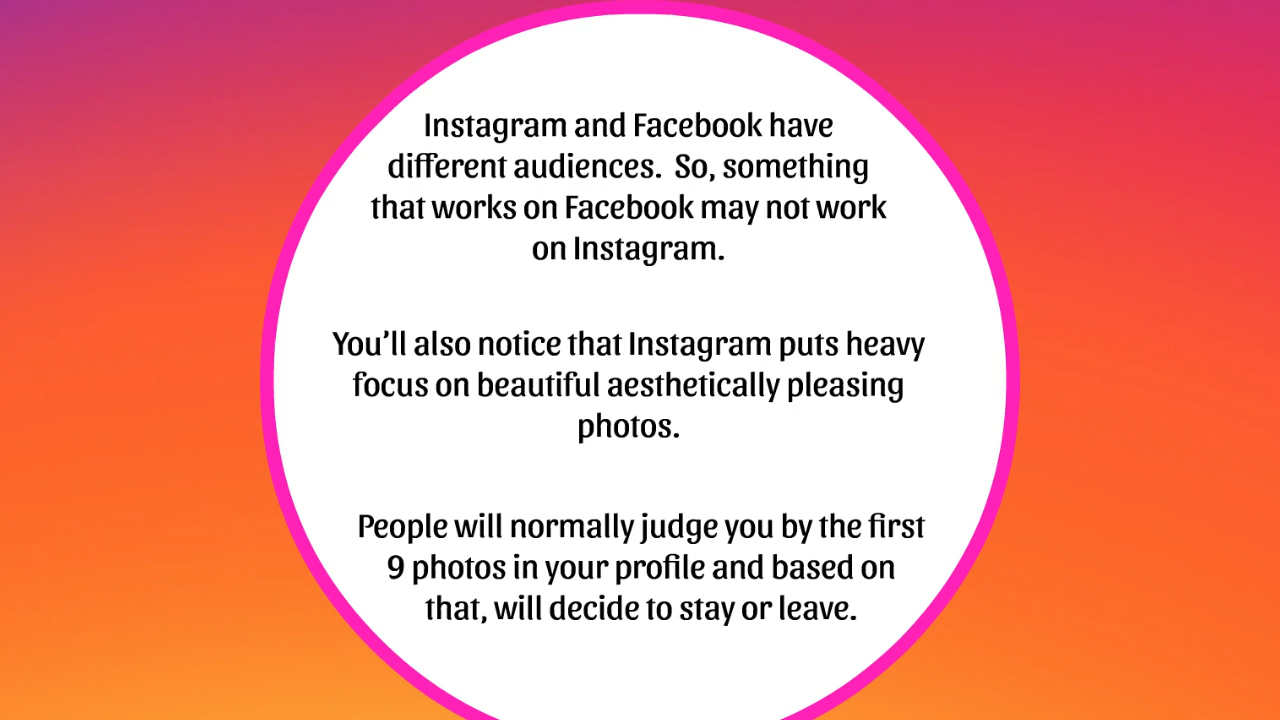 Instagram and Facebook have
different audiences.  So, something
that works on Facebook may not work
on Instagram.
You’ll also notice that Instagram puts heavy
focus on beautiful aesthetically pleasing
photos.
People will normally judge you by the first
9 photos in your profile and based on
that, will decide to stay or leave.